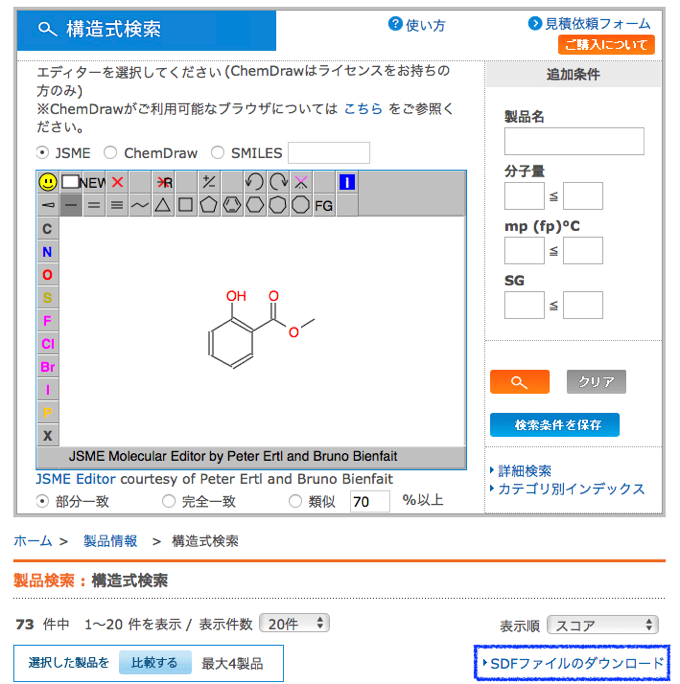 構造式検索
使い方
見積依頼フォーム
ご購入について
エディターを選択してください(ChemDrawはライセンスをお持ちの
方のみ)
※ChemDrawがご利用可能なブラウザについては こちら をご参照く
ださい。
JSME ChemDraw SMILES
NEW R +/- I
FG
C
N
O
S
F
Cl
Br
I
P
X
OH O
O
JSME Molecular Editor by Peter Ertl and Bruno Bienfait
JSME Editor courtesy of Peter Ertl and Bruno Bienfait
部分一致 完全一致 類似 70 %以上
追加条件
製品名
分子量
≦
mp (fp)°C
≦
SG
≦
クリア
検索条件を保存
詳細検索
カテゴリ別インデックス
ホーム > 製品情報 > 構造式検索
製品検索：構造式検索
73 件中 1～20 件を表示 / 表示件数 20件
表示順 スコア
選択した製品を 比較する 最大4製品
SDFファイルのダウンロード